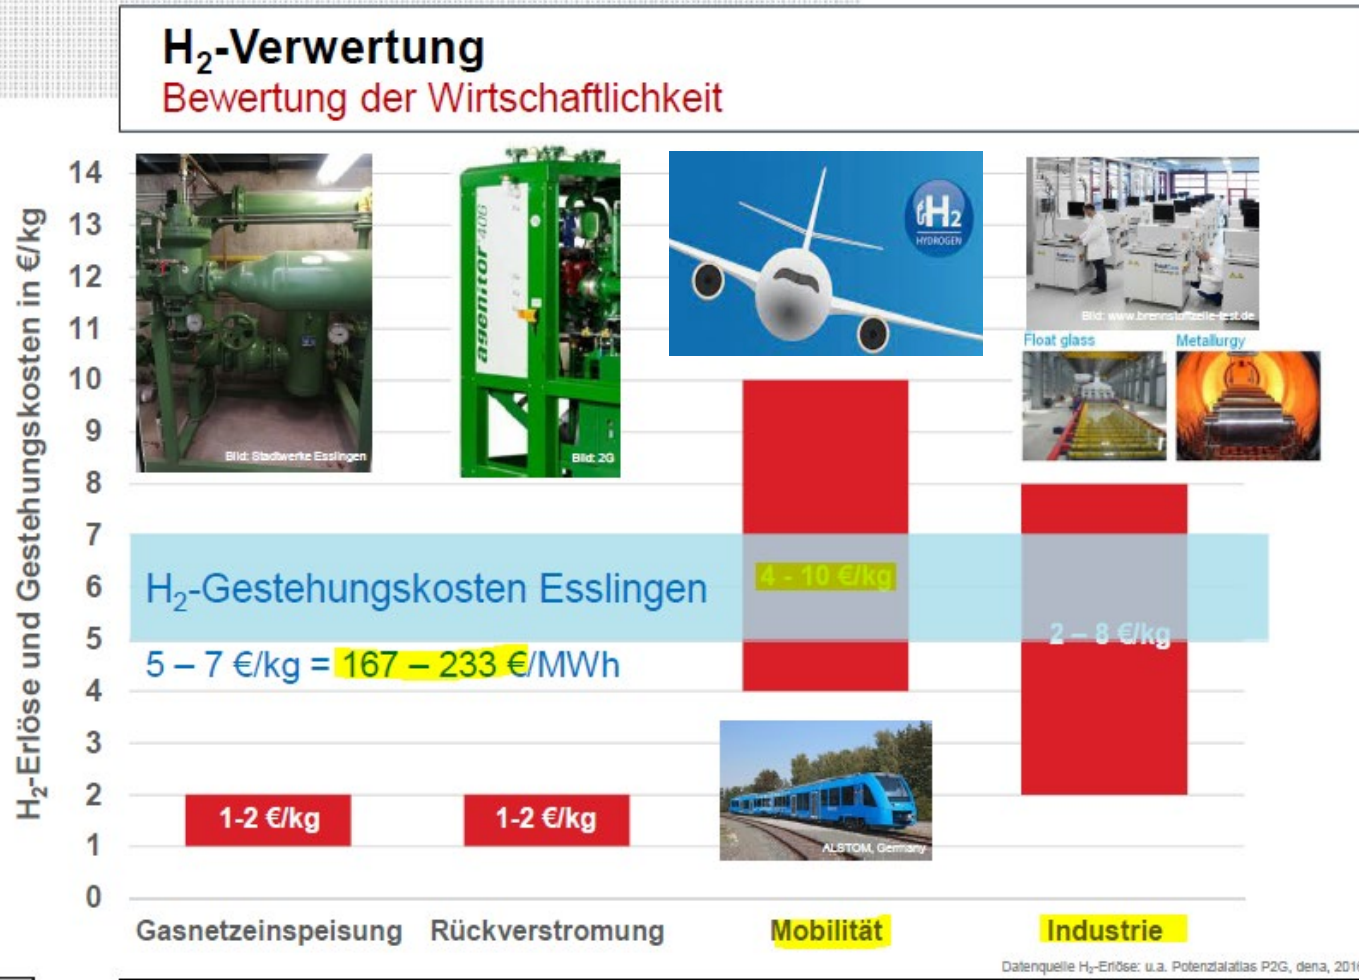 H₂-Verwertung
Bewertung der Wirtschaftlichkeit
H₂-Erlöse und Gestehungskosten in €/kg
14
13
12
11
10
9
8
7
6
5
4
3
2
1
0
Bild: Stadtwerke Esslingen
agenitor 406
Bild: 2G
H₂
HYDROGEN
Bild: www.brennstoffzelle-test.de
Float glass
Metallurgy
H₂-Gestehungskosten Esslingen
5 – 7 €/kg = 167 – 233 €/MWh
4 - 10 €/kg
2 – 8 €/kg
1-2 €/kg
1-2 €/kg
ALSTOM, Germany
Gasnetzeinspeisung
Rückverstromung
Mobilität
Industrie
Datenquelle H₂-Erlöse: u.a. Potenzialatlas P2G, dena, 2016